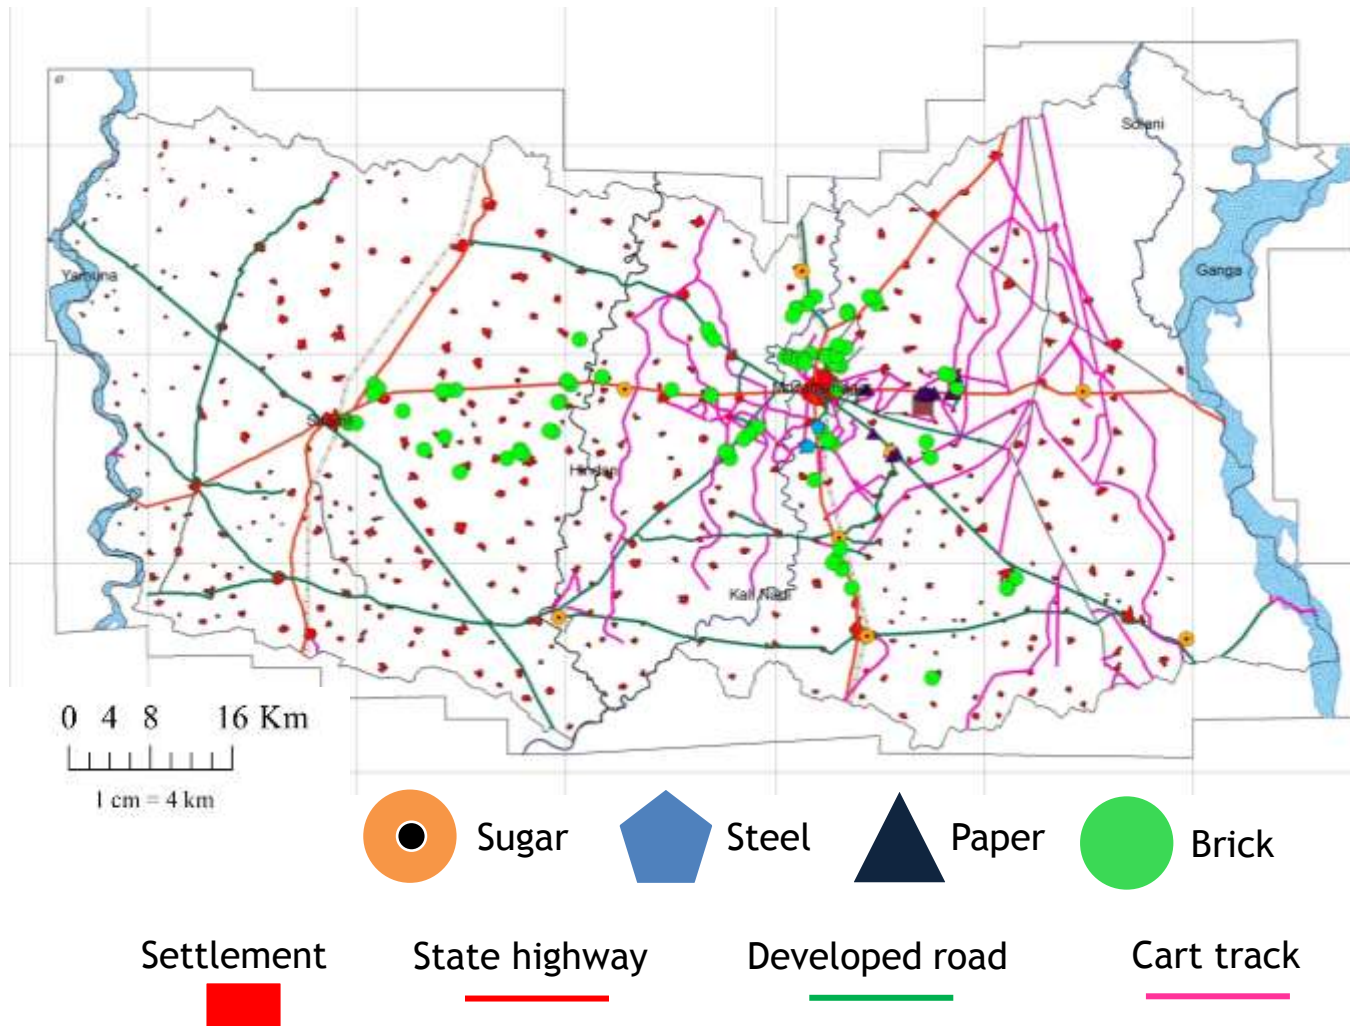 Solani
Ganga
Yamuna
Hindan
Kali Nadi
0 4 8 16 Km
1 cm = 4 km
Sugar
Steel
Paper
Brick
Settlement
State highway
Developed road
Cart track